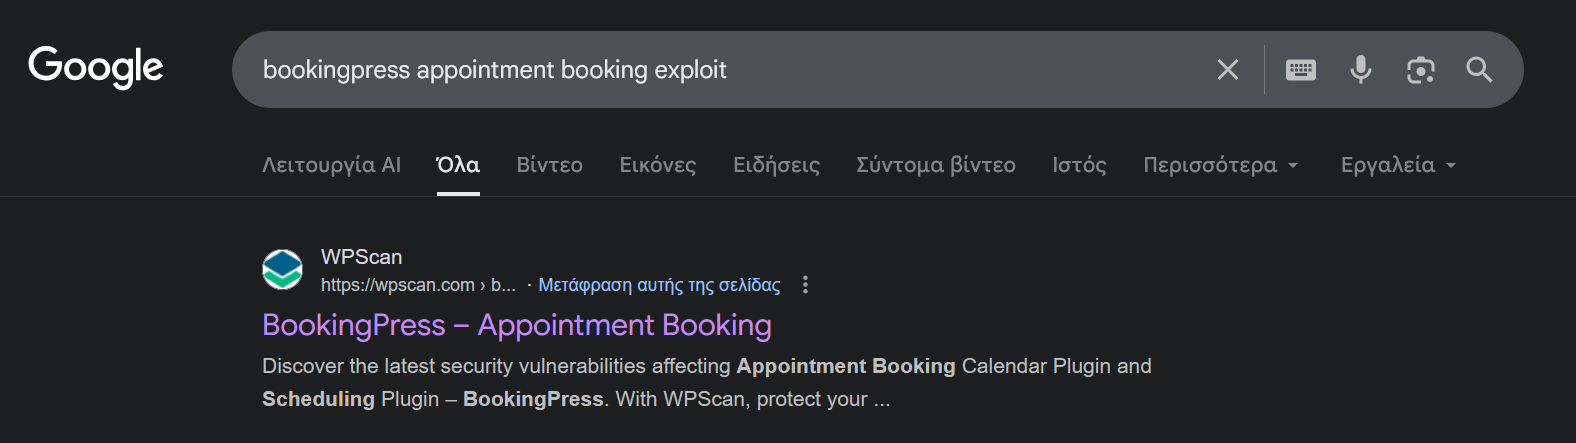 Google
bookingpress appointment booking exploit
Λειτουργία AI Όλα Βίντεο Εικόνες Ειδήσεις Σύντομα βίντεο Ιστός Περισσότερα Εργαλεία
WPScan
https://wpscan.com › b... · Μετάφραση αυτής της σελίδας
BookingPress – Appointment Booking
Discover the latest security vulnerabilities affecting Appointment Booking Calendar Plugin and
Scheduling Plugin – BookingPress. With WPScan, protect your ...